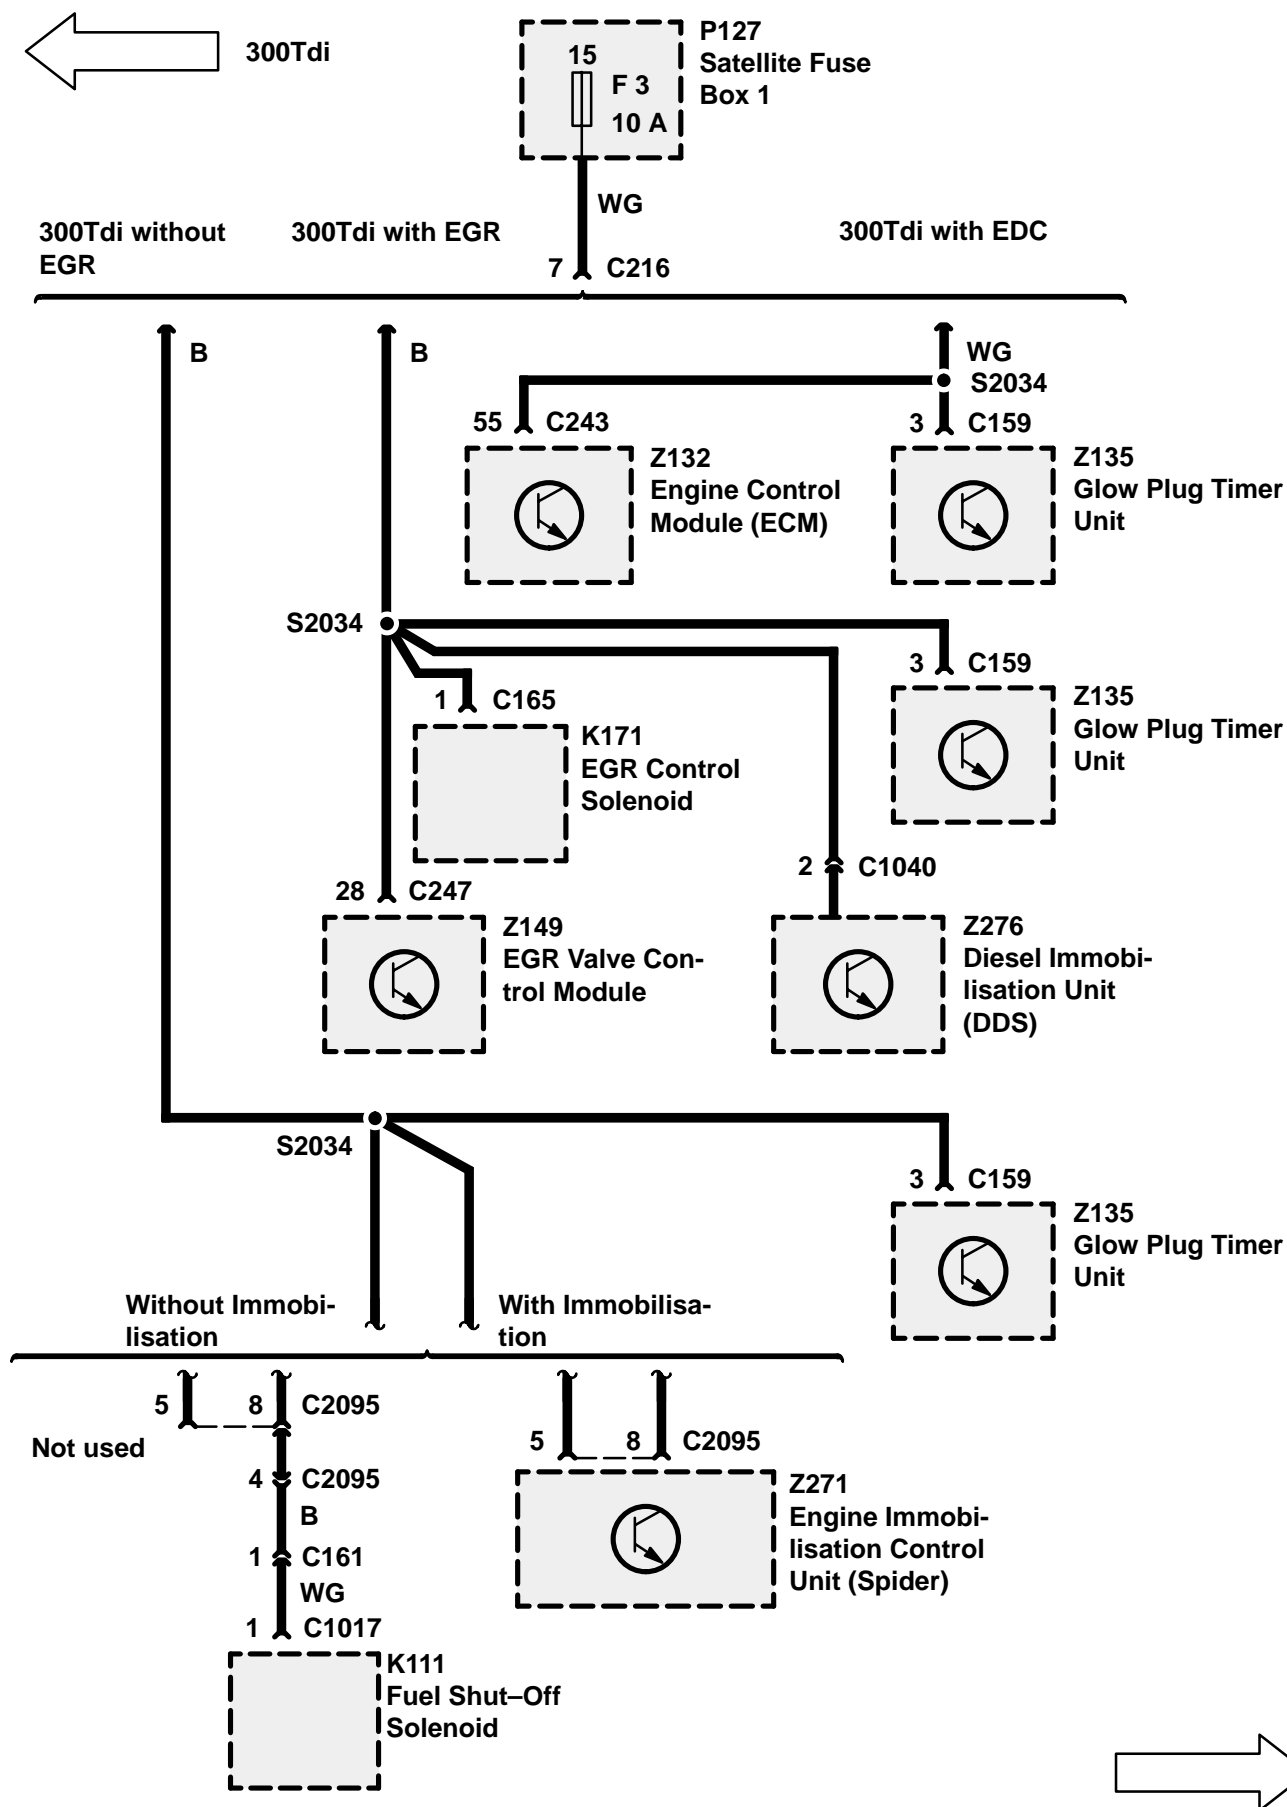 300Tdi
P127
Satellite Fuse
Box 1
15
F 3
10 A
WG
300Tdi without
EGR
300Tdi with EGR
300Tdi with EDC
7 C216
B
B
WG
S2034
55 C243
3 C159
Z132
Engine Control
Module (ECM)
Z135
Glow Plug Timer
Unit
S2034
3 C159
1 C165
Z135
Glow Plug Timer
Unit
K171
EGR Control
Solenoid
2 C1040
28 C247
Z149
EGR Valve Con-
trol Module
Z276
Diesel Immobi-
lisation Unit
(DDS)
S2034
3 C159
Z135
Glow Plug Timer
Unit
Without Immobi-
lisation
With Immobilisa-
tion
5 8 C2095
Not used
5 8 C2095
4 C2095
B
Z271
Engine Immobi-
lisation Control
Unit (Spider)
1 C161
WG
1 C1017
K111
Fuel Shut–Off
Solenoid